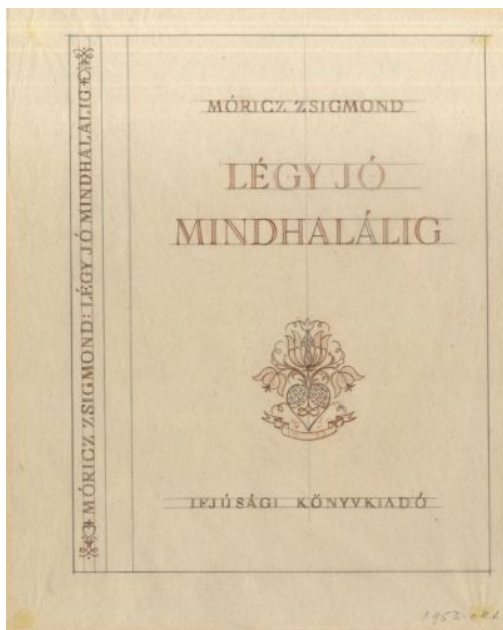 MÓRICZ ZSIGMOND: LÉGY JÓ MINDHALÁLIG
MÓRICZ ZSIGMOND
LÉGY JÓ
MINDHALÁLIG
IFJÚSÁGI KÖNYVKIADÓ